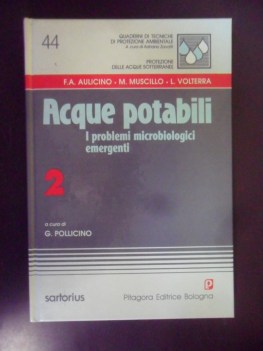 44
QUADERNI DI TECNICHE
DI PROTEZIONE AMBIENTALE
PROTEZIONE
DELLE ACQUE SOTTERRANEE
F.A. AULICINO - M. MUSCILLO - L. VOLTERRA
Acque potabili
I problemi microbiologici
emergenti
2
a cura di
G. POLLICINO
sartorius
Pitagora Editrice Bologna